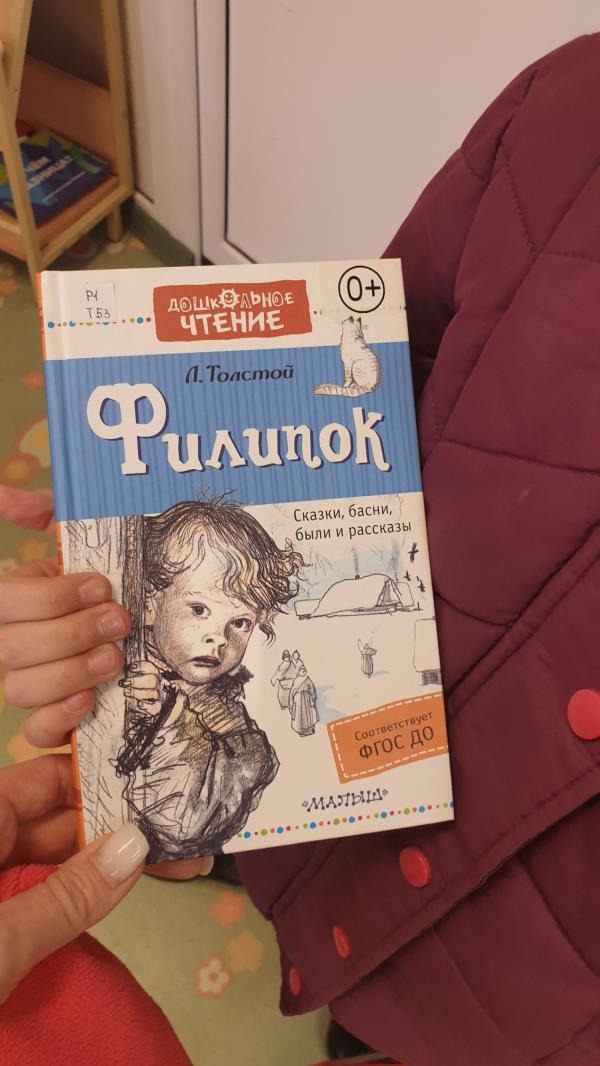 Р1
Т53
ДОШКОЛЬНОЕ
ЧТЕНИЕ
0+
Л. Толстой
Филипок
Сказки, басни,
были и рассказы
Соответствует
ФГОС ДО
«МАЛЫШ»